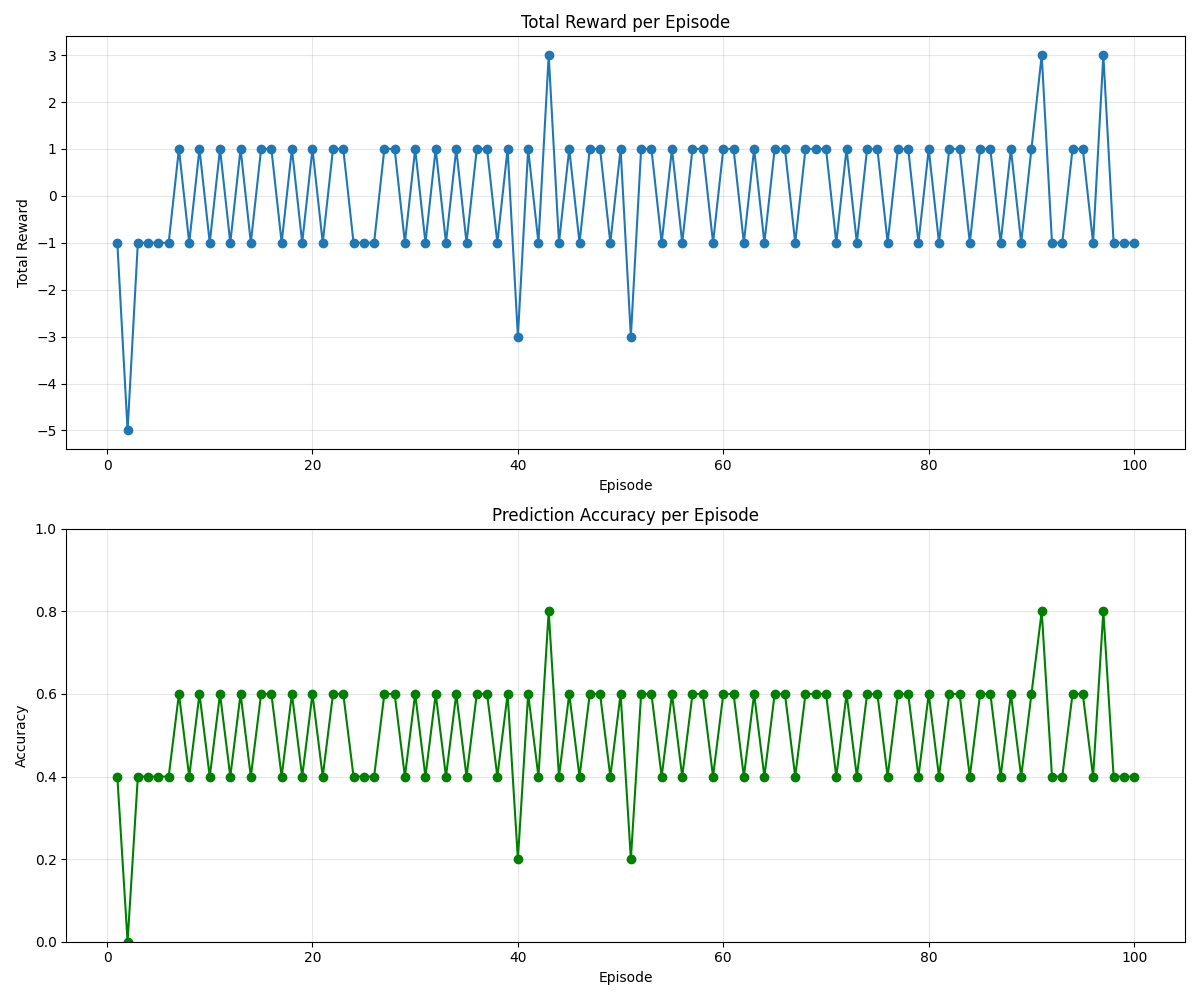 Total Reward per Episode
3
2
1
0
−1
−2
−3
−4
−5
Total Reward
0 20 40 60 80 100
Episode
Prediction Accuracy per Episode
1.0
0.8
0.6
0.4
0.2
0.0
Accuracy
0 20 40 60 80 100
Episode